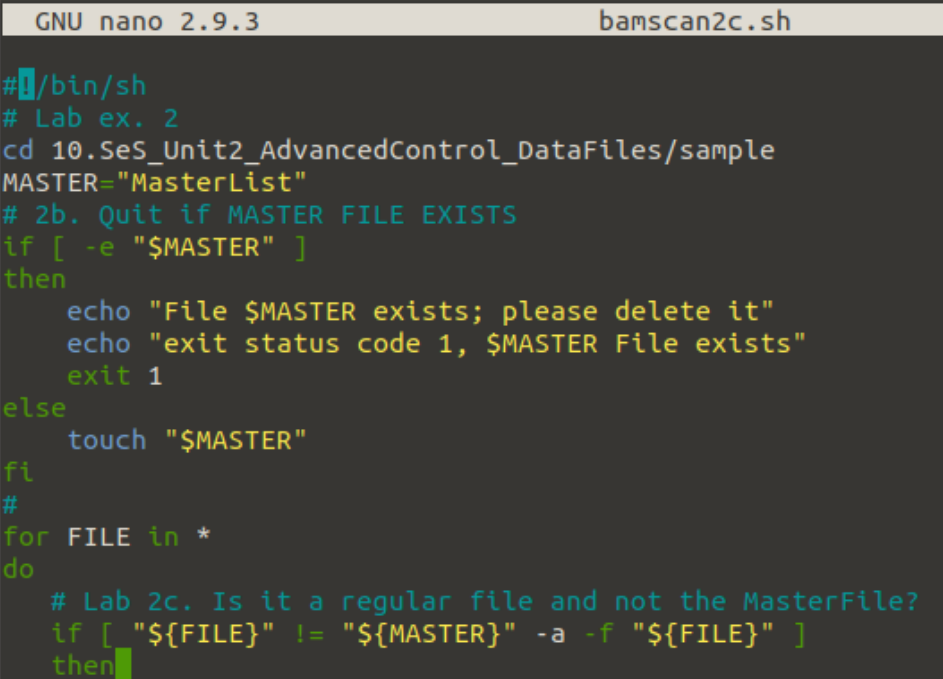 GNU nano 2.9.3 bamscan2c.sh
#!/bin/sh
# Lab ex. 2
cd 10.SeS_Unit2_AdvancedControl_DataFiles/sample
MASTER="MasterList"
# 2b. Quit if MASTER FILE EXISTS
if [ -e "$MASTER" ]
then
    echo "File $MASTER exists; please delete it"
    echo "exit status code 1, $MASTER File exists"
    exit 1
else
    touch "$MASTER"
fi
#
for FILE in *
do
   # Lab 2c. Is it a regular file and not the MasterFile?
   if [ "${FILE}" != "${MASTER}" -a -f "${FILE}" ]
   then